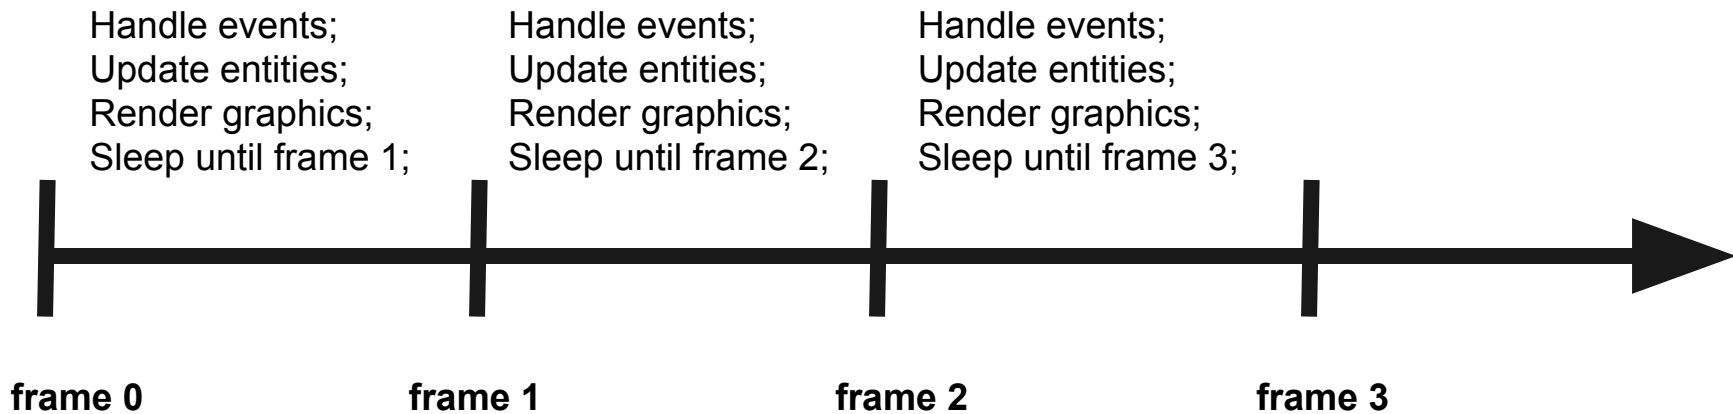 Handle events;
Update entities;
Render graphics;
Sleep until frame 1;
Handle events;
Update entities;
Render graphics;
Sleep until frame 2;
Handle events;
Update entities;
Render graphics;
Sleep until frame 3;
frame 0
frame 1
frame 2
frame 3